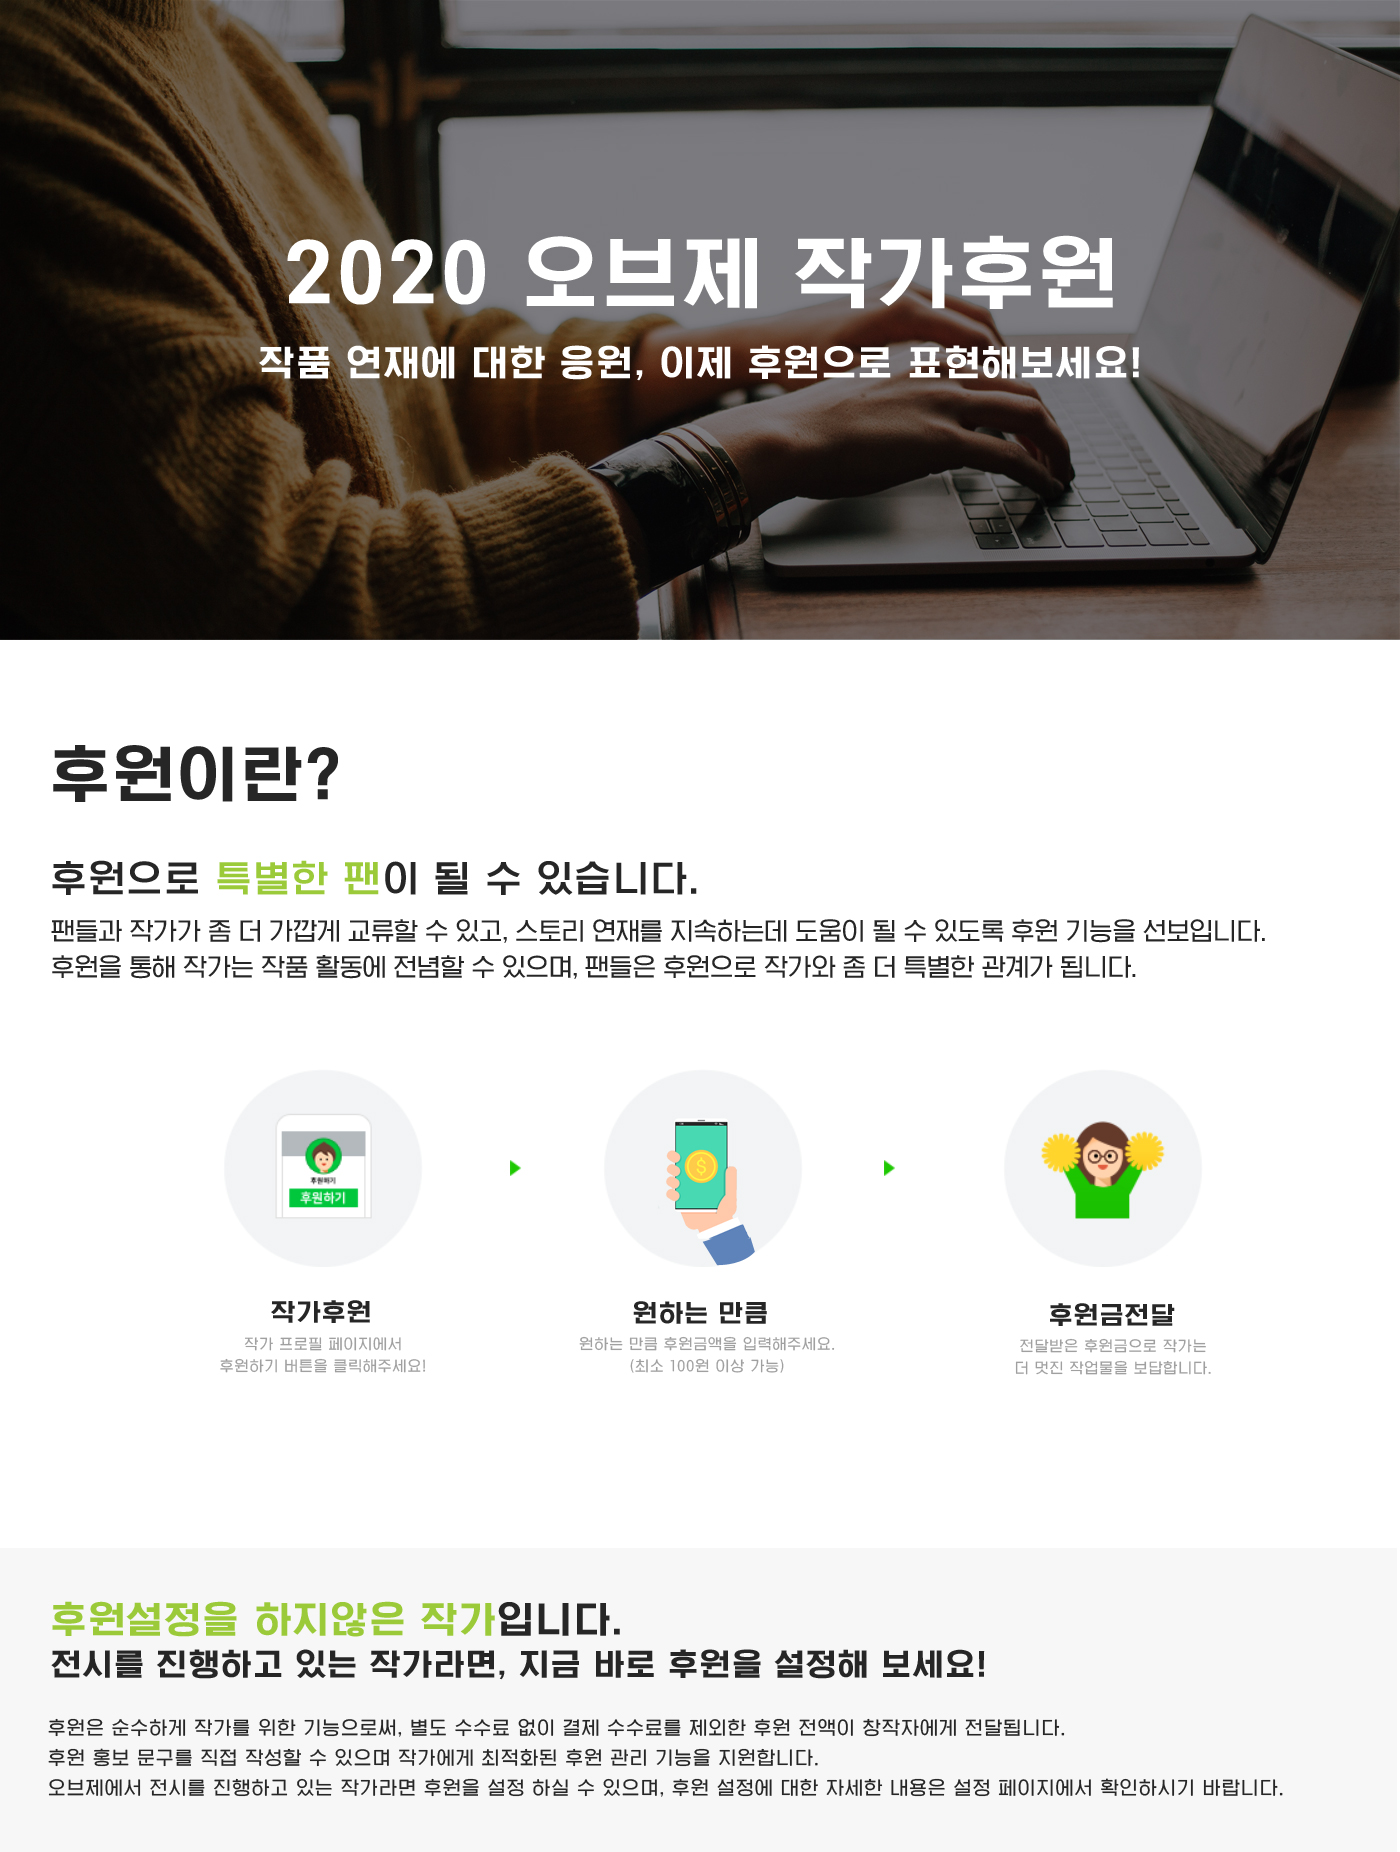 2020 오브제 작가후원
작품 연재에 대한 응원, 이제 후원으로 표현해보세요!
후원이란?
후원으로 특별한 팬이 될 수 있습니다.
팬들과 작가가 좀 더 가깝게 교류할 수 있고, 스토리 연재를 지속하는데 도움이 될 수 있도록 후원 기능을 선보입니다.
후원을 통해 작가는 작품 활동에 전념할 수 있으며, 팬들은 후원으로 작가와 좀 더 특별한 관계가 됩니다.
후원하기
후원하기
$
작가후원
작가 프로필 페이지에서
후원하기 버튼을 클릭해주세요!
원하는 만큼
원하는 만큼 후원금액을 입력해주세요.
(최소 100원 이상 가능)
후원금전달
전달받은 후원금으로 작가는
더 멋진 작업물을 보답합니다.
후원설정을 하지않은 작가입니다.
전시를 진행하고 있는 작가라면, 지금 바로 후원을 설정해 보세요!
후원은 순수하게 작가를 위한 기능으로써, 별도 수수료 없이 결제 수수료를 제외한 후원 전액이 창작자에게 전달됩니다.
후원 홍보 문구를 직접 작성할 수 있으며 작가에게 최적화된 후원 관리 기능을 지원합니다.
오브제에서 전시를 진행하고 있는 작가라면 후원을 설정 하실 수 있으며, 후원 설정에 대한 자세한 내용은 설정 페이지에서 확인하시기 바랍니다.